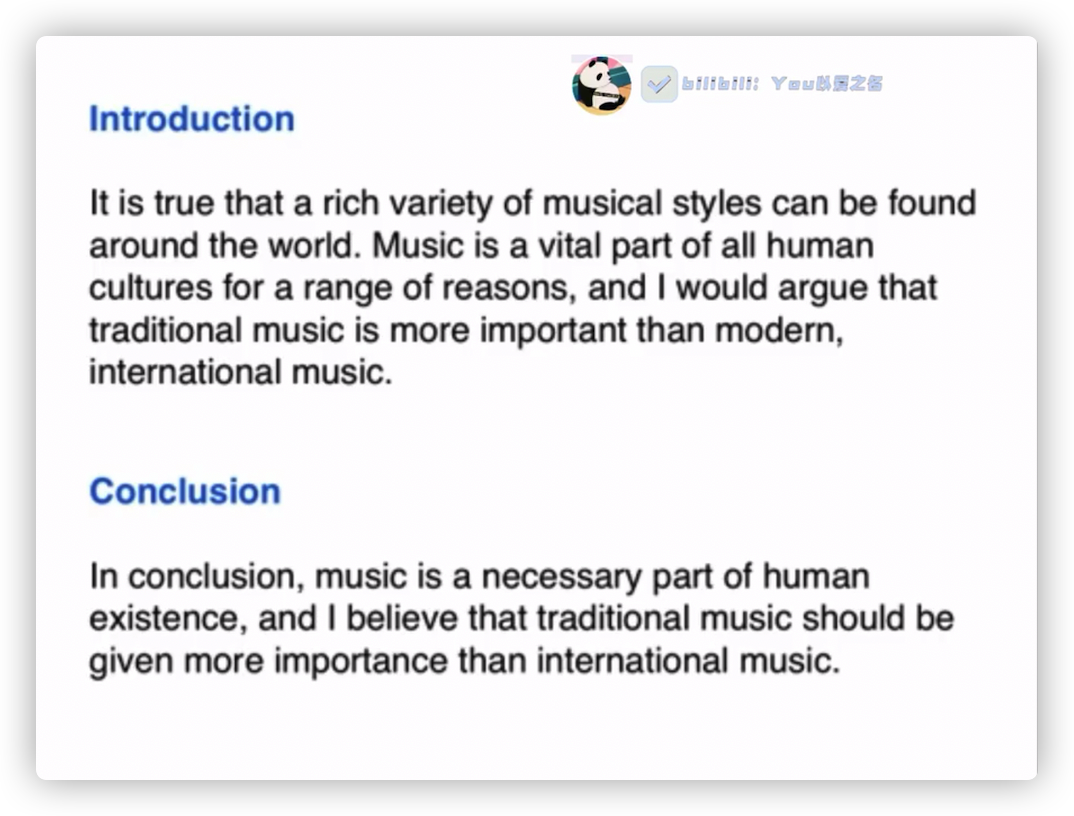 bilibili: You以晨之名
Introduction
It is true that a rich variety of musical styles can be found
around the world. Music is a vital part of all human
cultures for a range of reasons, and I would argue that
traditional music is more important than modern,
international music.
Conclusion
In conclusion, music is a necessary part of human
existence, and I believe that traditional music should be
given more importance than international music.